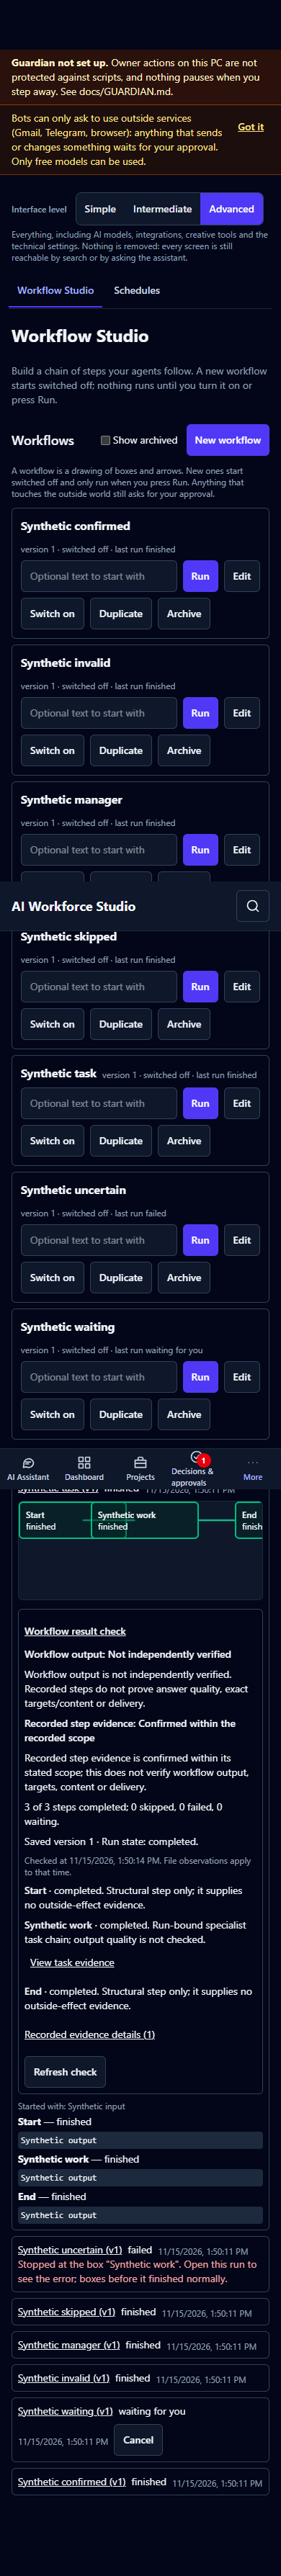 Guardian not set up. Owner actions on this PC are not
protected against scripts, and nothing pauses when you
step away. See docs/GUARDIAN.md.
Bots can only ask to use outside services
(Gmail, Telegram, browser): anything that sends
or changes something waits for your approval.
Only free models can be used.
Got it
Interface level
Simple
Intermediate
Advanced
Everything, including AI models, integrations, creative tools and the
technical settings. Nothing is removed: every screen is still
reachable by search or by asking the assistant.
Workflow Studio
Schedules
Workflow Studio
Build a chain of steps your agents follow. A new workflow
starts switched off; nothing runs until you turn it on or
press Run.
Workflows
Show archived
New workflow
A workflow is a drawing of boxes and arrows. New ones start
switched off and only run when you press Run. Anything that
touches the outside world still asks for your approval.
Synthetic confirmed
version 1 · switched off · last run finished
Optional text to start with
Run
Edit
Switch on
Duplicate
Archive
Synthetic invalid
version 1 · switched off · last run finished
Optional text to start with
Run
Edit
Switch on
Duplicate
Archive
Synthetic manager
version 1 · switched off · last run finished
Optional text to start with
Run
Edit
AI Workforce Studio
Synthetic skipped
version 1 · switched off · last run finished
Optional text to start with
Run
Edit
Switch on
Duplicate
Archive
Synthetic task version 1 · switched off · last run finished
Optional text to start with
Run
Edit
Switch on
Duplicate
Archive
Synthetic uncertain
version 1 · switched off · last run failed
Optional text to start with
Run
Edit
Switch on
Duplicate
Archive
Synthetic waiting
version 1 · switched off · last run waiting for you
Optional text to start with
Run
Edit
Switch on
Duplicate
Archive
AI Assistant
Dashboard
Projects
1
Decisions &
approvals
More
Synthetic task (v1) finished 11/15/2026, 1:50:11 PM
Start
finished
Synthetic work
finished
End
finish
Workflow result check
Workflow output: Not independently verified
Workflow output is not independently verified.
Recorded steps do not prove answer quality, exact
targets/content or delivery.
Recorded step evidence: Confirmed within the
recorded scope
Recorded step evidence is confirmed within its
stated scope; this does not verify workflow output,
targets, content or delivery.
3 of 3 steps completed; 0 skipped, 0 failed, 0
waiting.
Saved version 1 · Run state: completed.
Checked at 11/15/2026, 1:50:14 PM. File observations apply
to that time.
Start · completed. Structural step only; it supplies
no outside-effect evidence.
Synthetic work · completed. Run-bound specialist
task chain; output quality is not checked.
View task evidence
End · completed. Structural step only; it supplies no
outside-effect evidence.
Recorded evidence details (1)
Refresh check
Started with: Synthetic input
Start — finished
Synthetic output
Synthetic work — finished
Synthetic output
End — finished
Synthetic output
Synthetic uncertain (v1) failed 11/15/2026, 1:50:11 PM
Stopped at the box "Synthetic work". Open this run to
see the error; boxes before it finished normally.
Synthetic skipped (v1) finished 11/15/2026, 1:50:11 PM
Synthetic manager (v1) finished 11/15/2026, 1:50:11 PM
Synthetic invalid (v1) finished 11/15/2026, 1:50:11 PM
Synthetic waiting (v1) waiting for you
11/15/2026, 1:50:11 PM
Cancel
Synthetic confirmed (v1) finished 11/15/2026, 1:50:11 PM